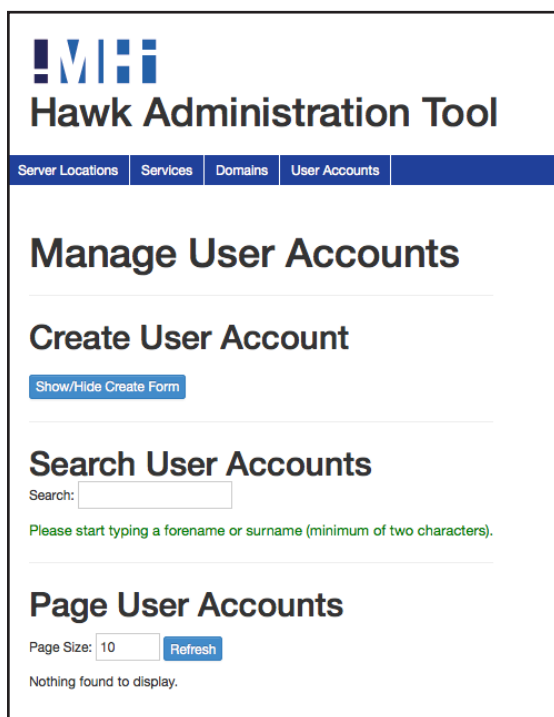 !MHi
Hawk Administration Tool
Server Locations Services Domains User Accounts
Manage User Accounts
Create User Account
Show/Hide Create Form
Search User Accounts
Search:
Please start typing a forename or surname (minimum of two characters).
Page User Accounts
Page Size: 10 Refresh
Nothing found to display.